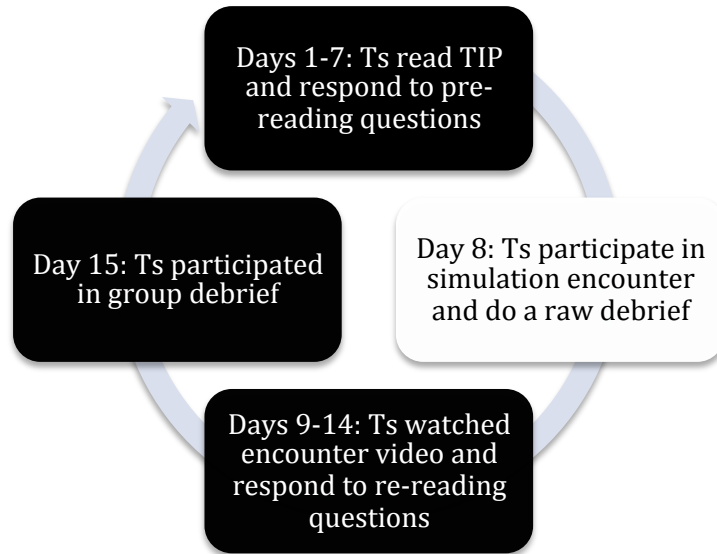 Days 1-7: Ts read TIP
and respond to pre-
reading questions
Day 8: Ts participate in
simulation encounter
and do a raw debrief
Days 9-14: Ts watched
encounter video and
respond to re-reading
questions
Day 15: Ts participated
in group debrief